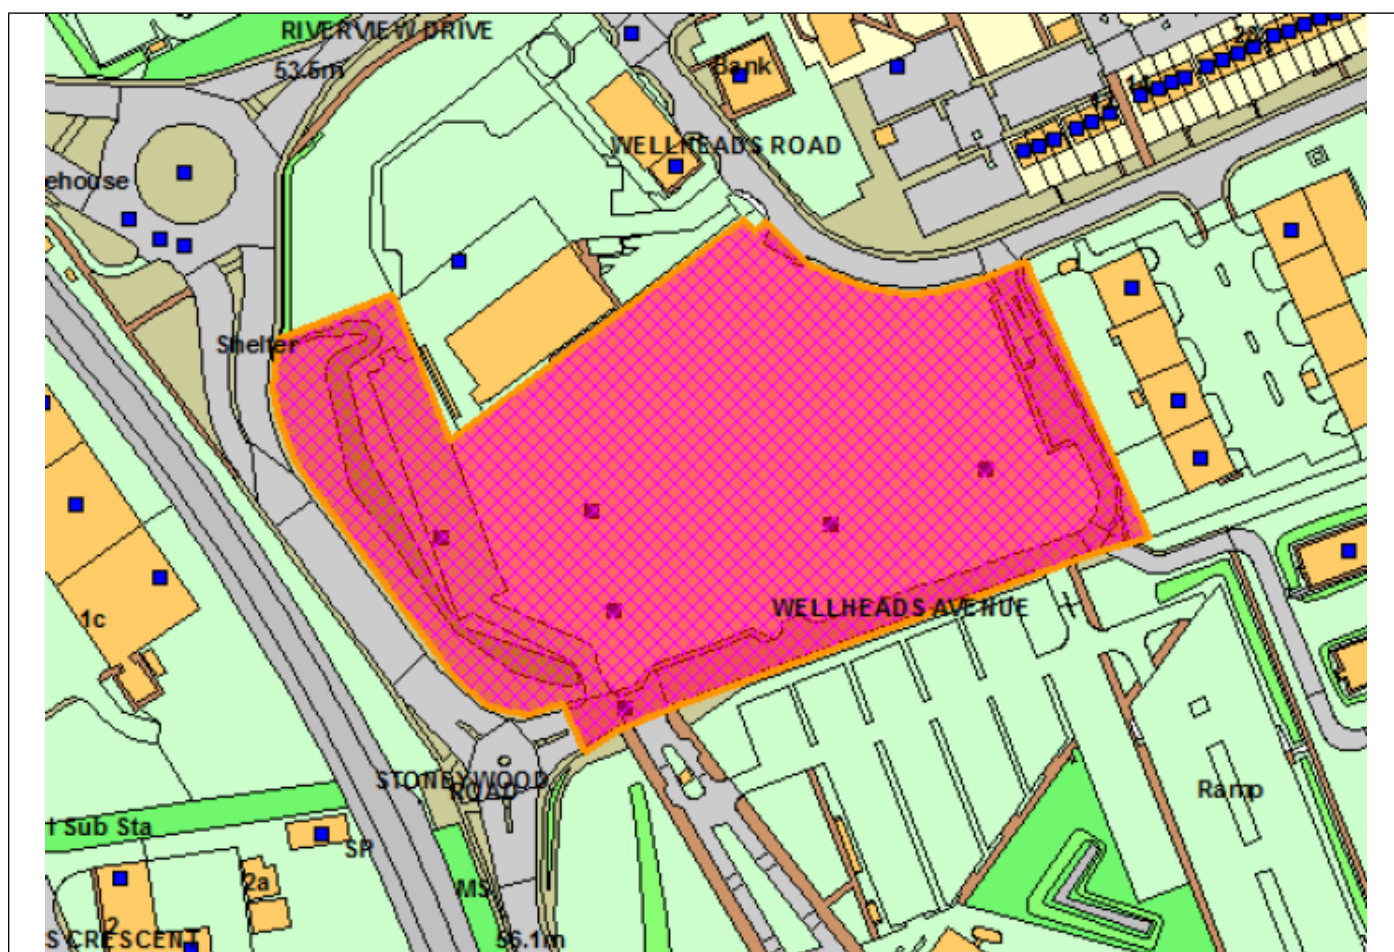 RIVERVIEW DRIVE
53.5m
Bank
WELLHEADS ROAD
ehouse
Shelter
WELLHEADS AVENUE
1c
STONEYWOOD
ROAD
Ramp
l Sub Sta
SP
2a
MS
2
S CRESCENT
56.1m